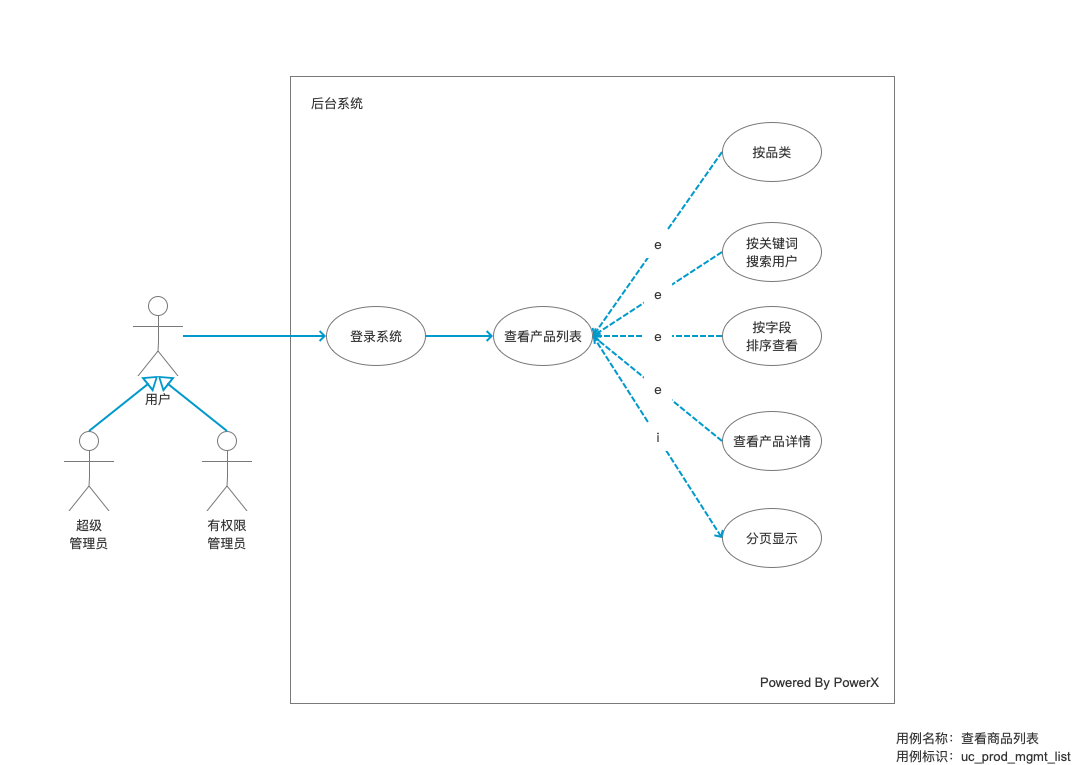 后台系统
按品类
e
按关键词
搜索用户
e
登录系统
查看产品列表
e
按字段
排序查看
用户
e
查看产品详情
i
超级
管理员
有权限
管理员
分页显示
Powered By PowerX
用例名称：查看商品列表
用例标识：uc_prod_mgmt_list